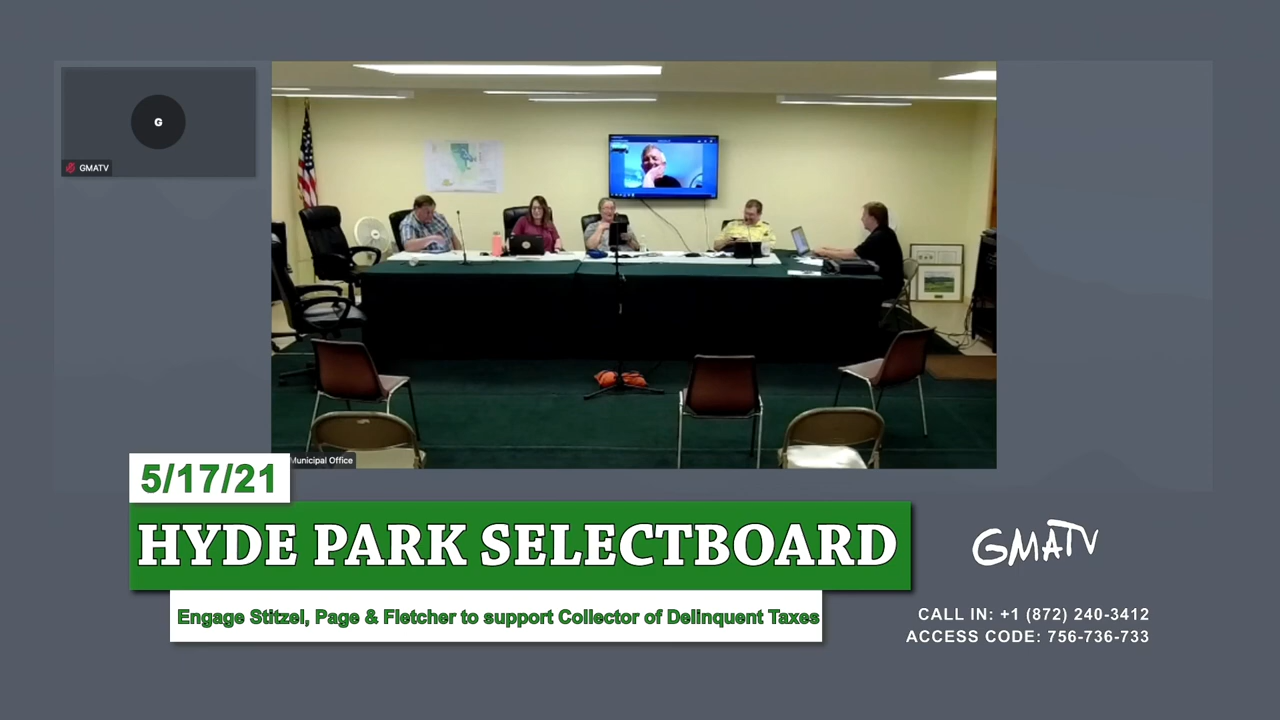 G
GMATV
Municipal Office
5/17/21
HYDE PARK SELECTBOARD
Engage Stitzel, Page & Fletcher to support Collector of Delinquent Taxes
GMATV
CALL IN: +1 (872) 240-3412
ACCESS CODE: 756-736-733